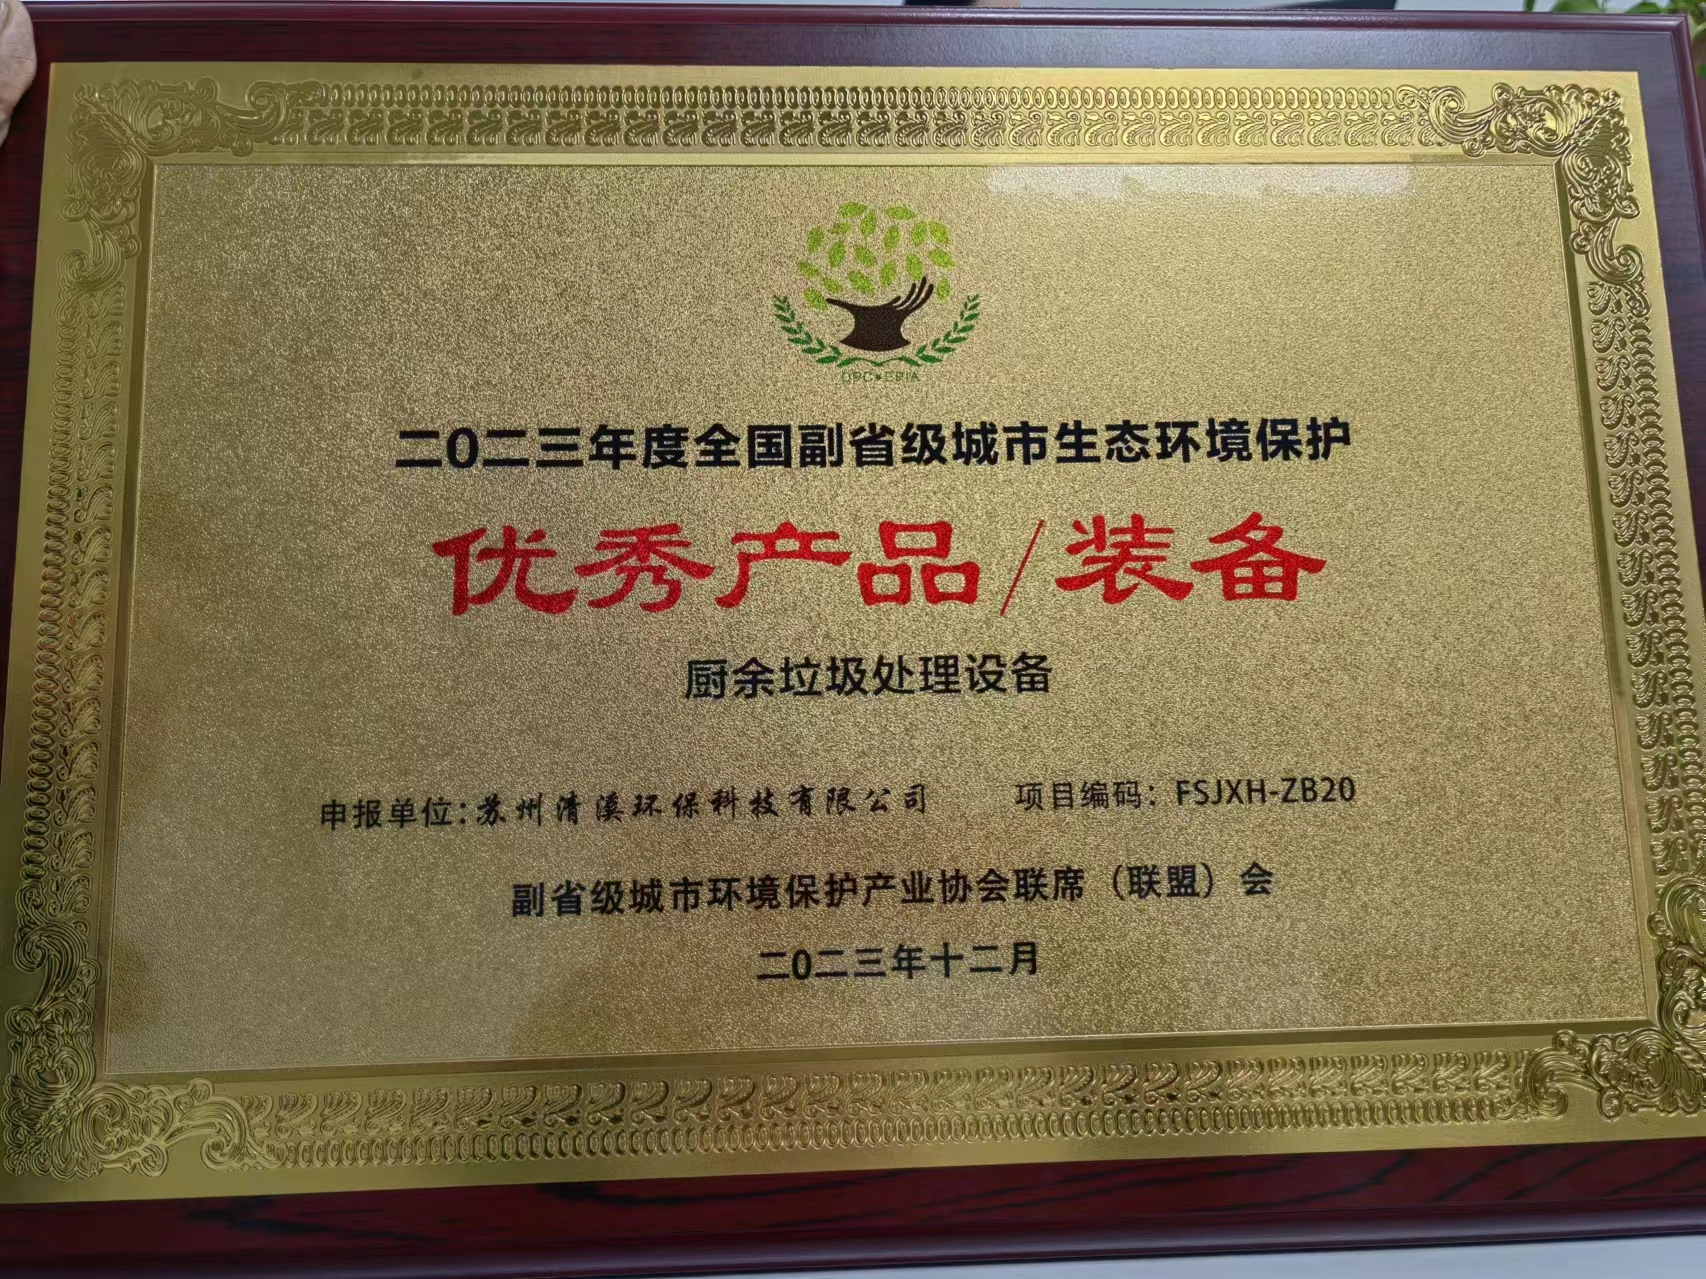 OPC•EPIA
二0二三年度全国副省级城市生态环境保护
优秀产品/装备
厨余垃圾处理设备
申报单位：苏州清溪环保科技有限公司 项目编码：FSJXH-ZB20
副省级城市环境保护产业协会联席（联盟）会
二0二三年十二月